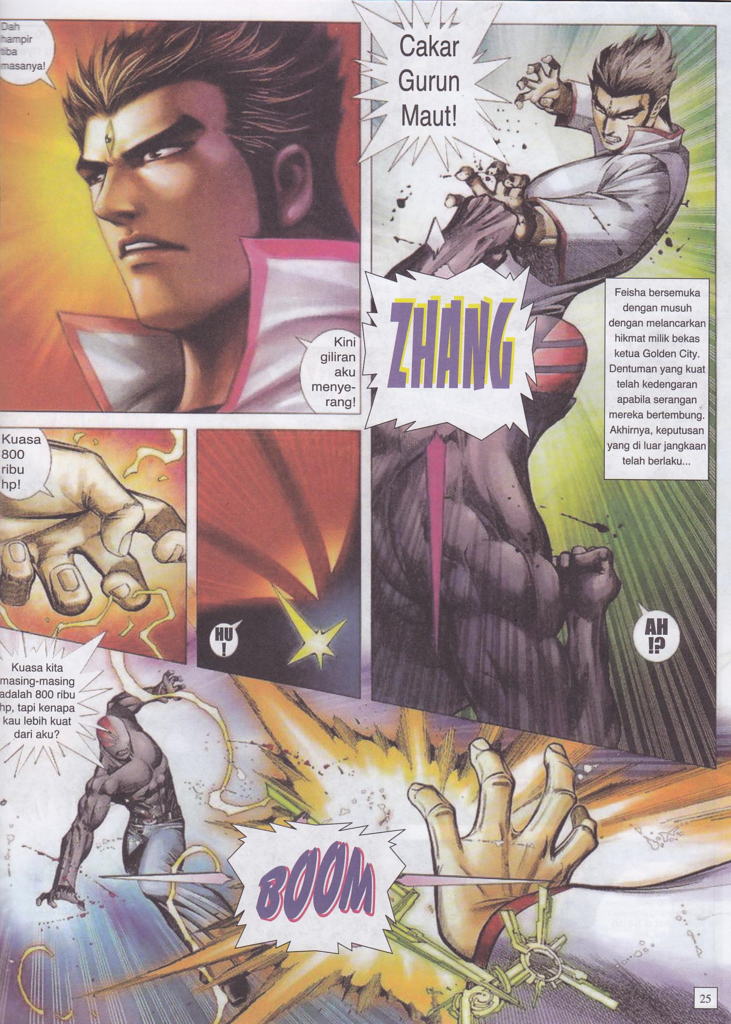 Dah
hampir
tiba
masanya!
Kini
giliran
aku
menye-
rang!
Cakar
Gurun
Maut!
ZHANG
Feisha bersemuka
dengan musuh
dengan melancarkan
hikmat milik bekas
ketua Golden City.
Dentuman yang kuat
telah kedengaran
apabila serangan
mereka bertembung.
Akhirnya, keputusan
yang di luar jangkaan
telah berlaku...
Kuasa
800
ribu
hp!
HU
!
AH
!?
Kuasa kita
masing-masing
adalah 800 ribu
hp, tapi kenapa
kau lebih kuat
dari aku?
BOOM
25